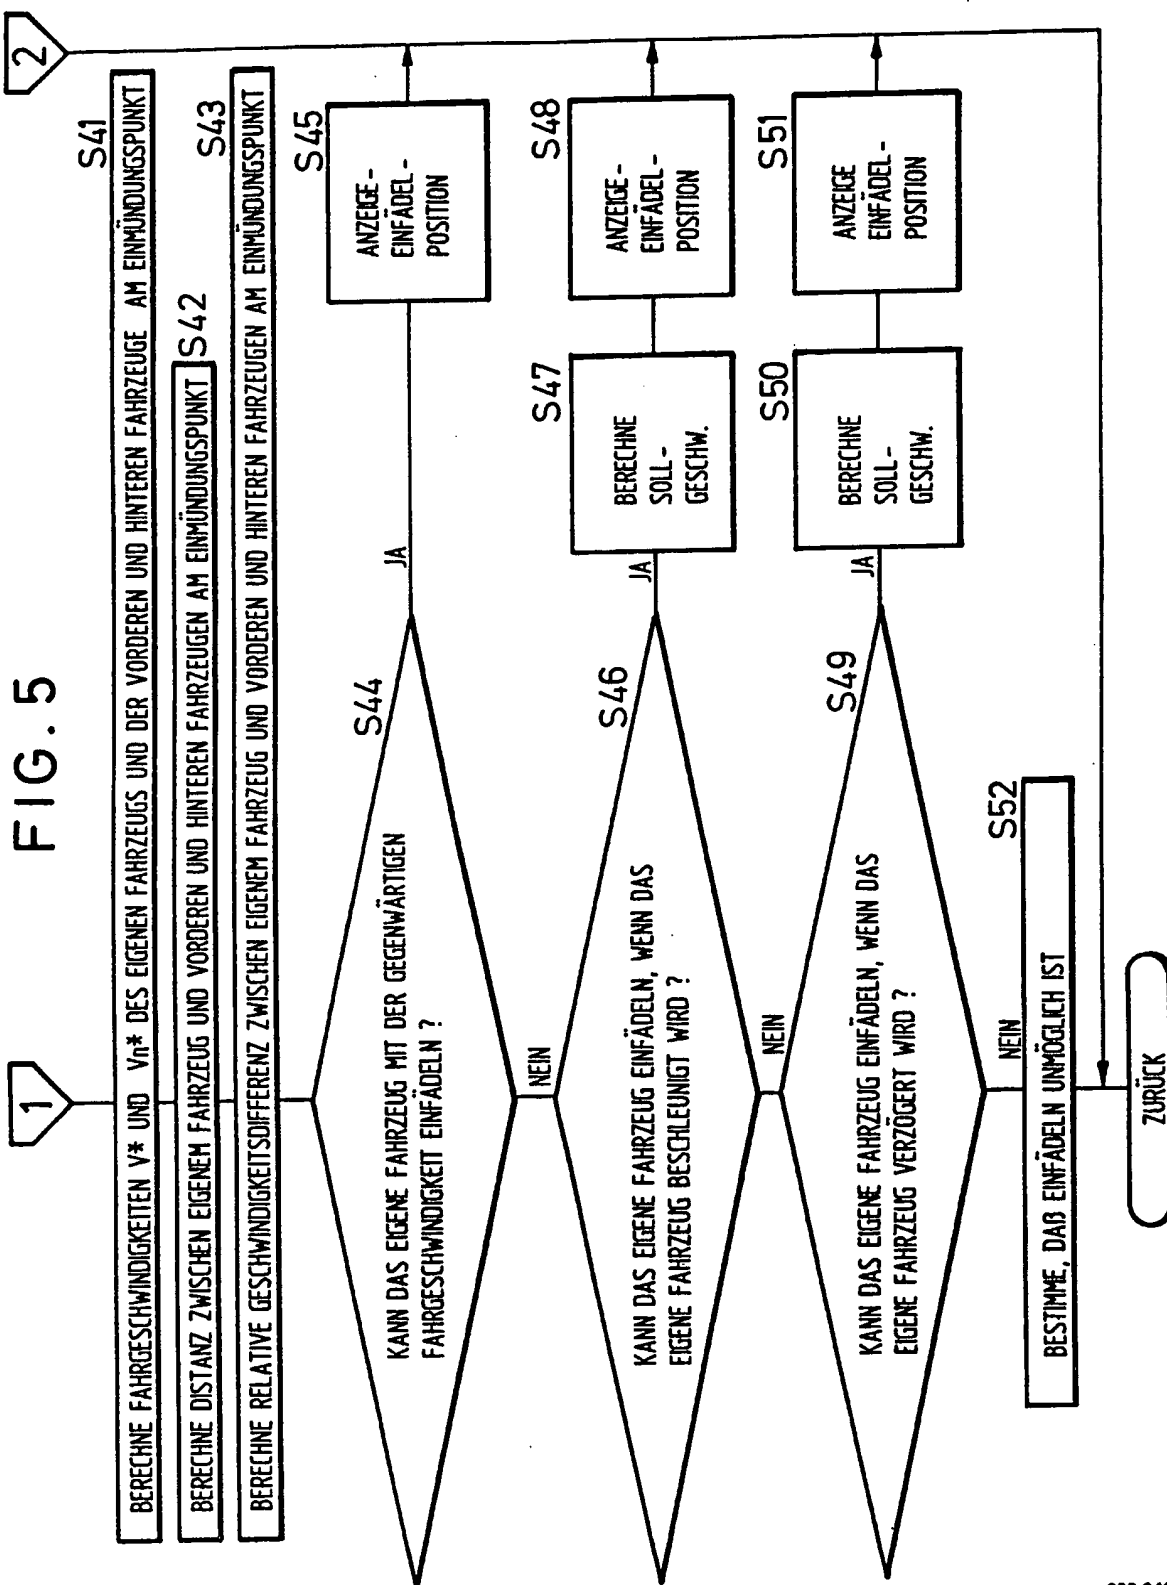 FIG. 5
1
2
S41
BERECHNE FAHRGESCHWINDIGKEITEN V* UND Vn* DES EIGENEN FAHRZEUGS UND DER VORDEREN UND HINTEREN FAHRZEUGE AM EINMÜNDUNGSPUNKT
S42
BERECHNE DISTANZ ZWISCHEN EIGENEM FAHRZEUG UND VORDEREN UND HINTEREN FAHRZEUGEN AM EINMÜNDUNGSPUNKT
S43
BERECHNE RELATIVE GESCHWINDIGKEITSDIFFERENZ ZWISCHEN EIGENEM FAHRZEUG UND VORDEREN UND HINTEREN FAHRZEUGEN AM EINMÜNDUNGSPUNKT
S44
KANN DAS EIGENE FAHRZEUG MIT DER GEGENWÄRTIGEN
FAHRGESCHWINDIGKEIT EINFÄDELN ?
JA
S45
ANZEIGE-
EINFÄDEL-
POSITION
NEIN
S46
KANN DAS EIGENE FAHRZEUG EINFÄDELN, WENN DAS
EIGENE FAHRZEUG BESCHLEUNIGT WIRD ?
JA
S47
BERECHNE
SOLL-
GESCHW.
S48
ANZEIGE-
EINFÄDEL-
POSITION
NEIN
S49
KANN DAS EIGENE FAHRZEUG EINFÄDELN, WENN DAS
EIGENE FAHRZEUG VERZÖGERT WIRD ?
JA
S50
BERECHNE
SOLL-
GESCHW.
S51
ANZEIGE
EINFÄDEL-
POSITION
NEIN
S52
BESTIMME, DAß EINFÄDELN UNMÖGLICH IST
ZURÜCK